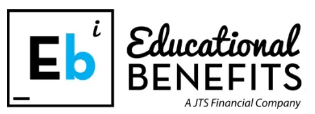 Eb i
Educational
BENEFITS
A JTS Financial Company